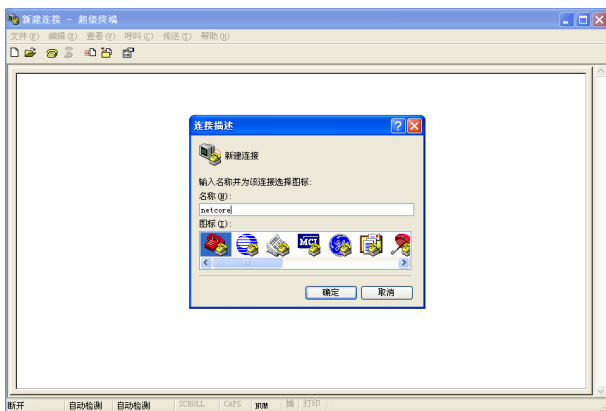 新建连接 - 超级终端
文件(F) 编辑(E) 查看(V) 呼叫(C) 传送(T) 帮助(H)
连接描述
新建连接
输入名称并为该连接选择图标:
名称(N):
netcore
图标(I):
MCI
确定 取消
断开 自动检测 自动检测 SCROLL CAPS NUM 捕 打印